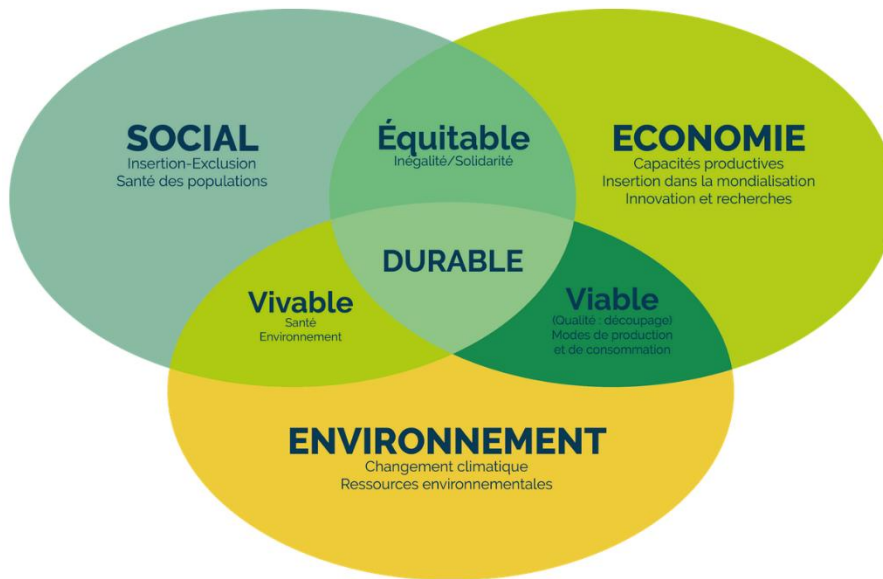 SOCIAL
Insertion-Exclusion
Santé des populations
Équitable
Inégalité/Solidarité
ECONOMIE
Capacités productives
Insertion dans la mondialisation
Innovation et recherches
DURABLE
Vivable
Santé
Environnement
Viable
(Qualité : découpage)
Modes de production
et de consommation
ENVIRONNEMENT
Changement climatique
Ressources environnementales